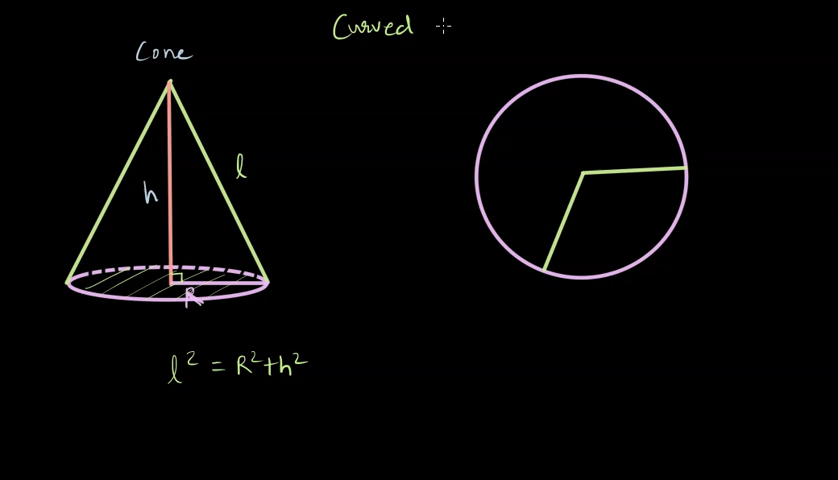 Curved
Cone
l
h
R
l² = R²+h²